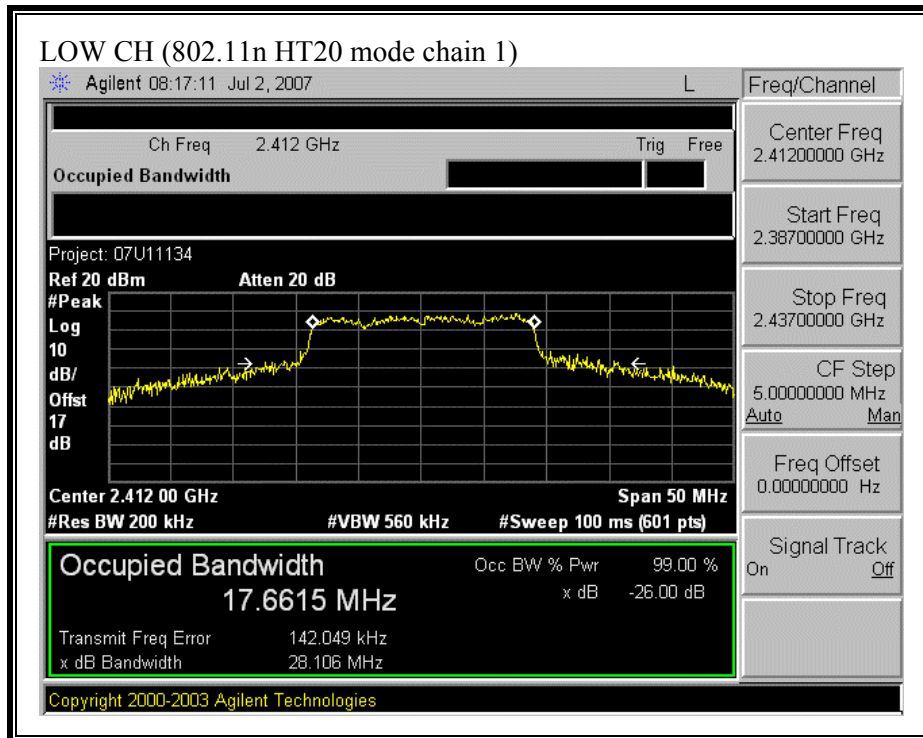 LOW CH (802.11n HT20 mode chain 1)
Agilent 08:17:11 Jul 2, 2007 L
Freq/Channel
Ch Freq 2.412 GHz Trig Free
Occupied Bandwidth
Center Freq
2.41200000 GHz
Start Freq
2.38700000 GHz
Stop Freq
2.43700000 GHz
CF Step
5.00000000 MHz
Auto Man
Freq Offset
0.00000000 Hz
Signal Track
On Off
Project: 07U11134
Ref 20 dBm Atten 20 dB
#Peak
Log
10
dB/
Offst
17
dB
Center 2.412 00 GHz Span 50 MHz
#Res BW 200 kHz #VBW 560 kHz #Sweep 100 ms (601 pts)
Occupied Bandwidth Occ BW % Pwr 99.00 %
17.6615 MHz x dB -26.00 dB
Transmit Freq Error 142.049 kHz
x dB Bandwidth 28.106 MHz
Copyright 2000-2003 Agilent Technologies